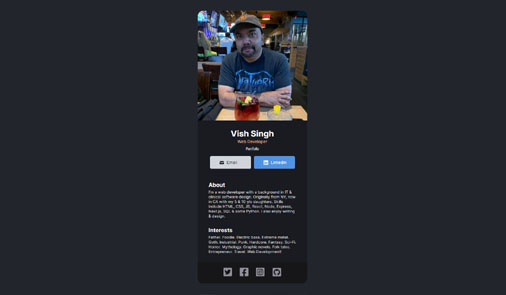 Vish Singh
Web Developer
Portfolio
Email
LinkedIn
About
I'm a web developer with a background in IT &
clinical software design. Originally from NY, now
in CA with my 8 & 10 y/o daughters. Skills
include HTML, CSS, JS, React, Node, Express,
Next.js, SQL, & some Python. I also enjoy writing
& design.
Interests
Father. Foodie. Electric bass. Extreme metal.
Goth. Industrial. Punk. Hardcore. Fantasy. Sci-Fi.
Horror. Mythology. Graphic novels. Folk tales.
Entrepreneur. Travel. Web Development!